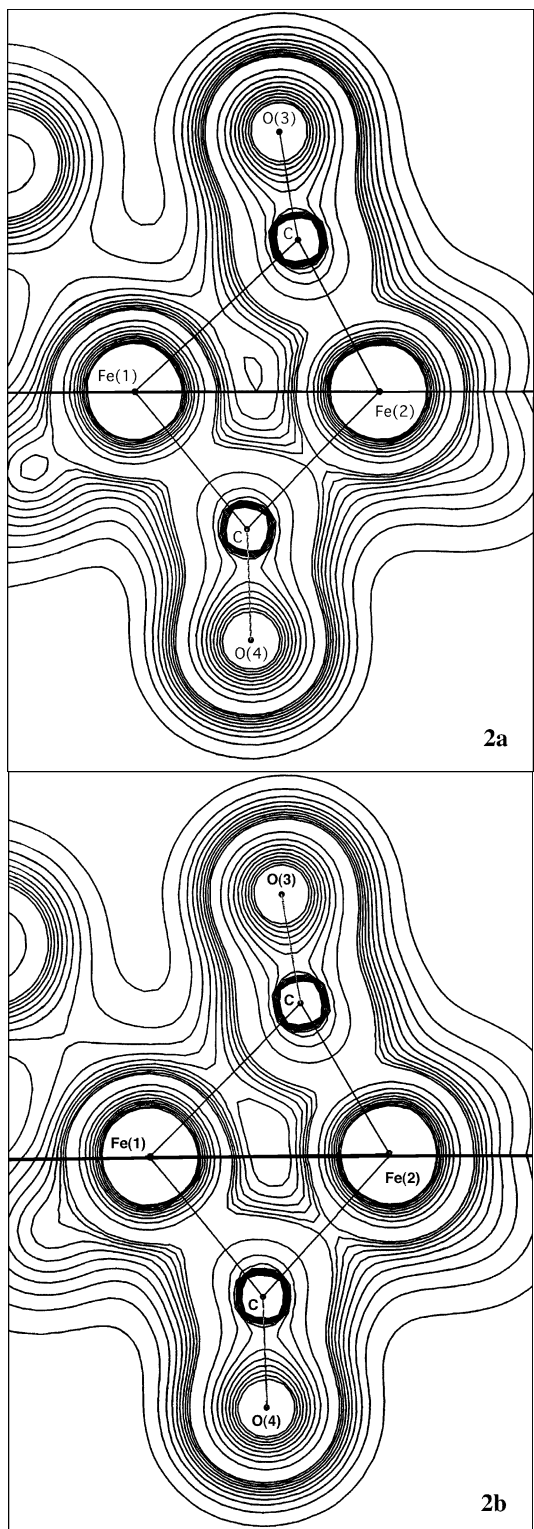 O(3)
C
Fe(1)
Fe(2)
C
O(4)
2a
O(3)
C
Fe(1)
Fe(2)
C
O(4)
2b